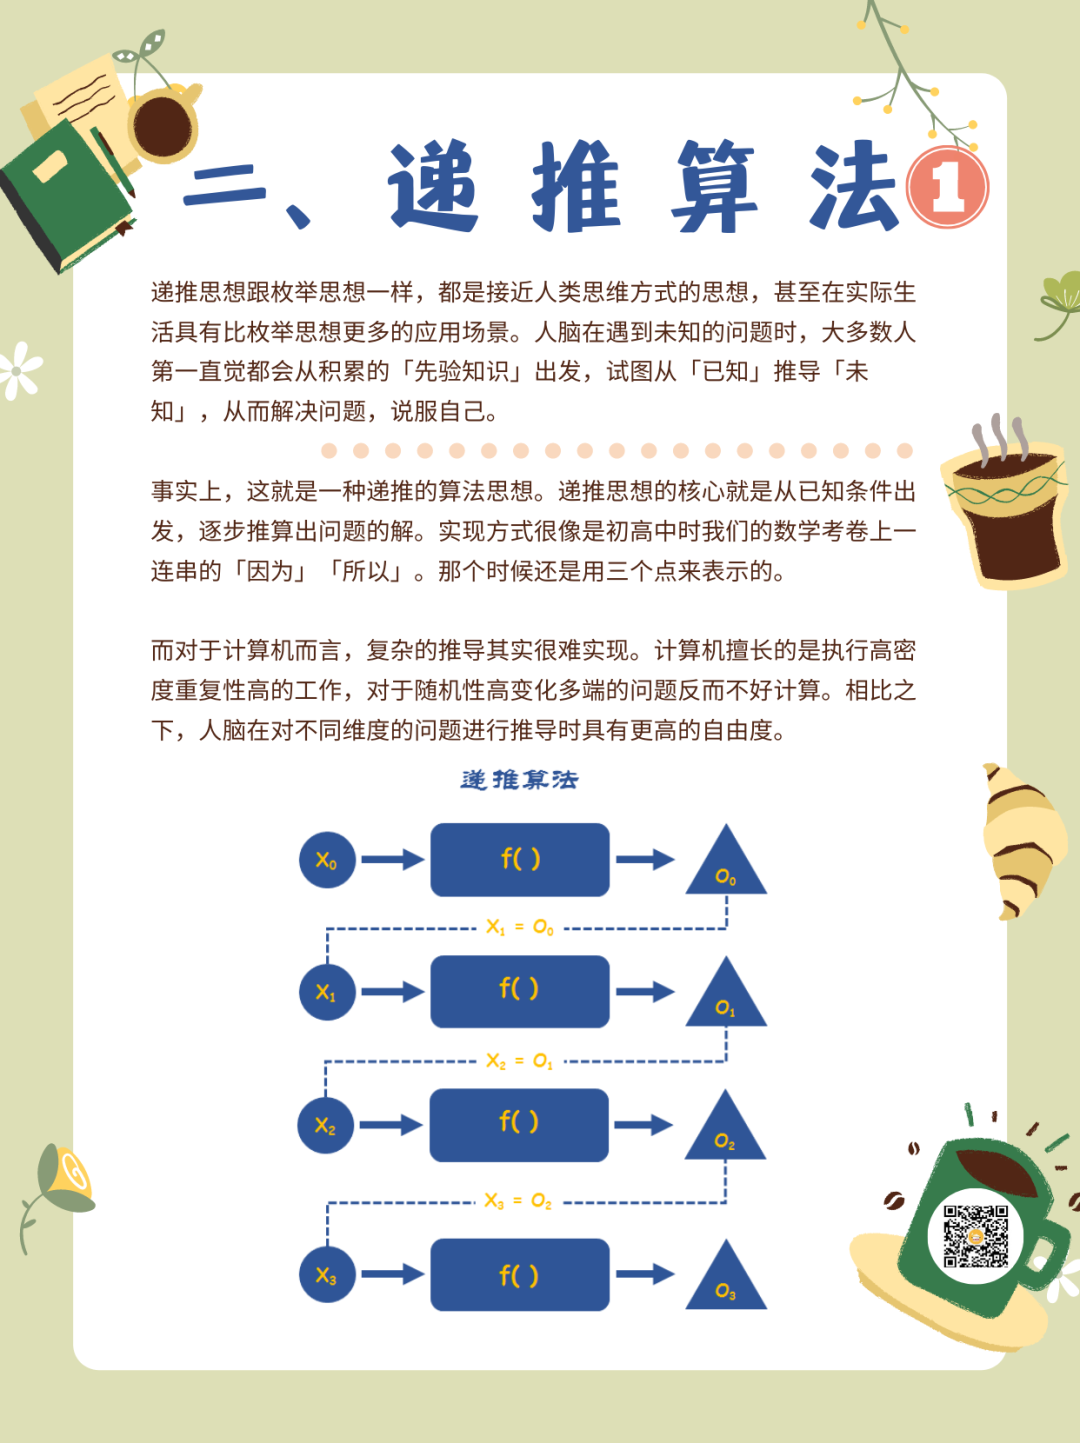 二、递推算法 1
递推思想跟枚举思想一样，都是接近人类思维方式的思想，甚至在实际生
活具有比枚举思想更多的应用场景。人脑在遇到未知的问题时，大多数人
第一直觉都会从积累的「先验知识」出发，试图从「已知」推导「未
知」，从而解决问题，说服自己。
事实上，这就是一种递推的算法思想。递推思想的核心就是从已知条件出
发，逐步推算出问题的解。实现方式很像是初高中时我们的数学考卷上一
连串的「因为」「所以」。那个时候还是用三个点来表示的。
而对于计算机而言，复杂的推导其实很难实现。计算机擅长的是执行高密
度重复性高的工作，对于随机性高变化多端的问题反而不好计算。相比之
下，人脑在对不同维度的问题进行推导时具有更高的自由度。
递推算法
X₀ f( ) O₀
X₁ = O₀
X₁ f( ) O₁
X₂ = O₁
X₂ f( ) O₂
X₃ = O₂
X₃ f( ) O₃